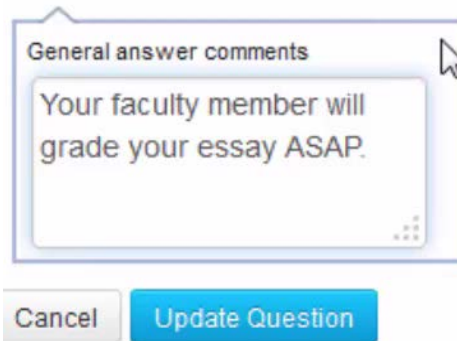 General answer comments
Your faculty member will
grade your essay ASAP.
Cancel
Update Question